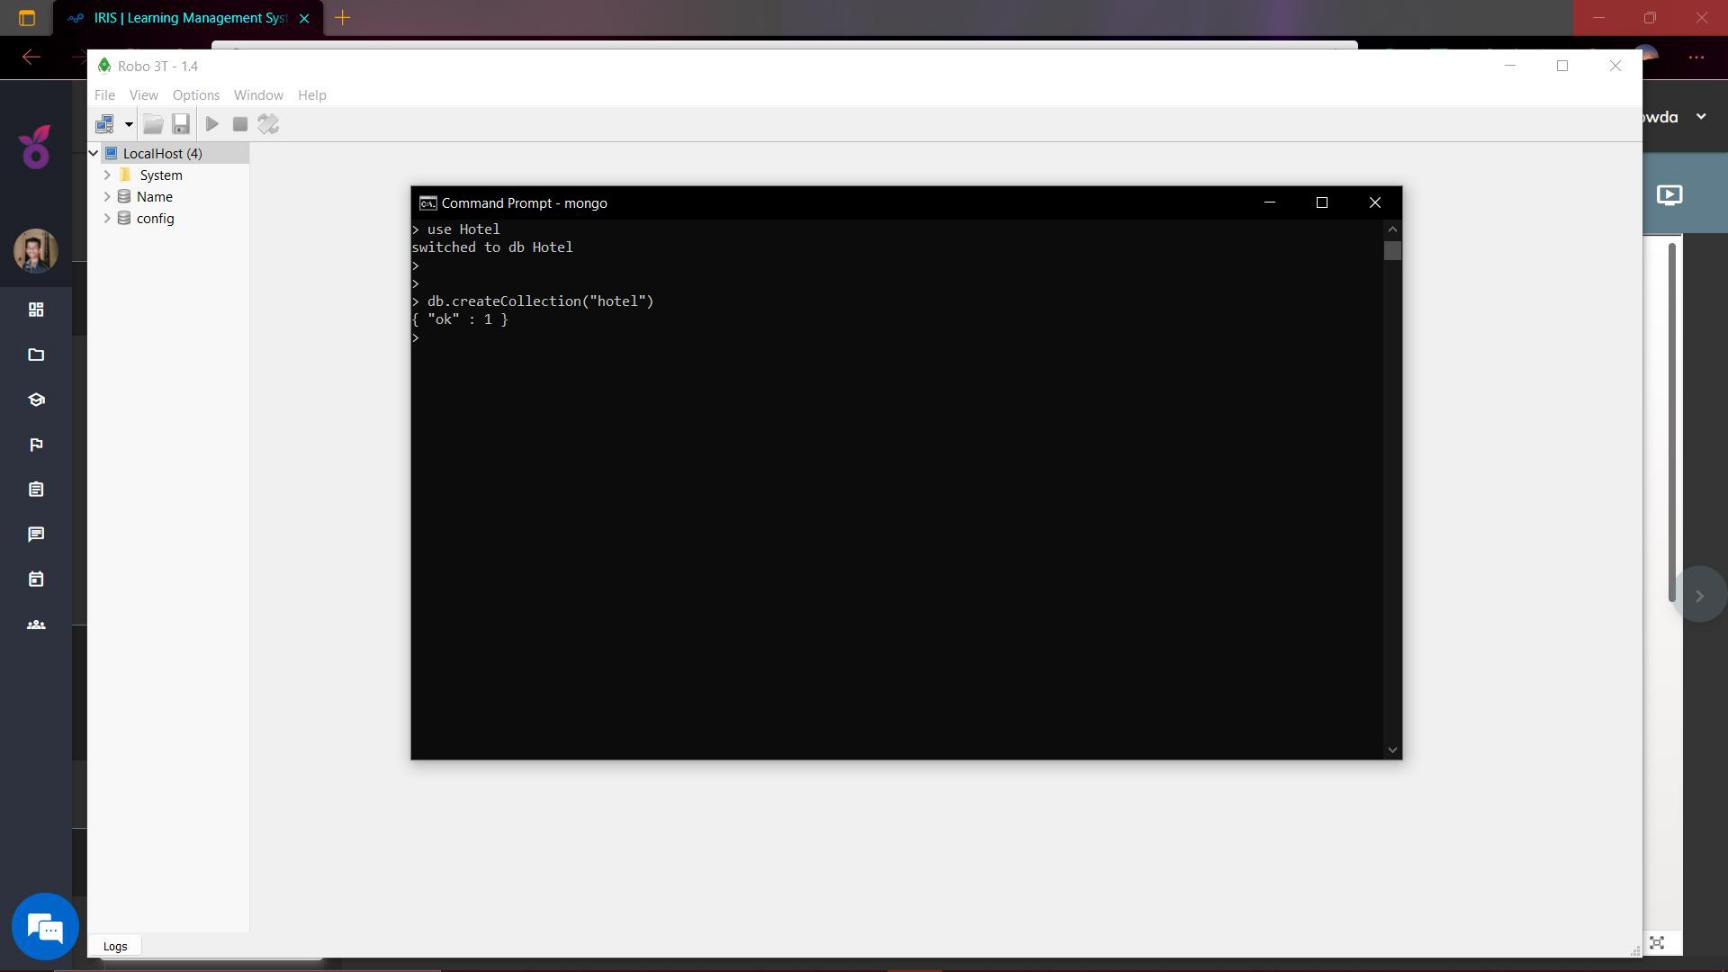 IRIS | Learning Management Syst
Robo 3T - 1.4
File View Options Window Help
owda
LocalHost (4)
System
Name
config
Command Prompt - mongo
> use Hotel
switched to db Hotel
>
>
> db.createCollection("hotel")
{ "ok" : 1 }
>
Logs